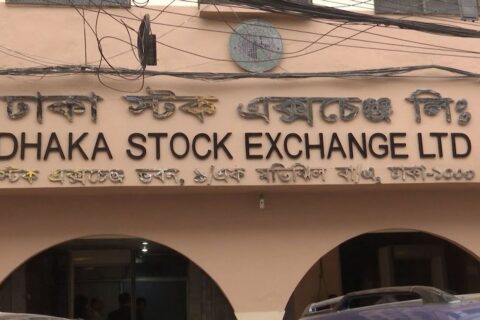 ঢাকা স্টক এক্সচেঞ্জ লিঃ
DHAKA STOCK EXCHANGE LTD
স্টক এক্সচেঞ্জ ভবন, ৯/এফ মতিঝিল বা/এ, ঢাকা-১০০০